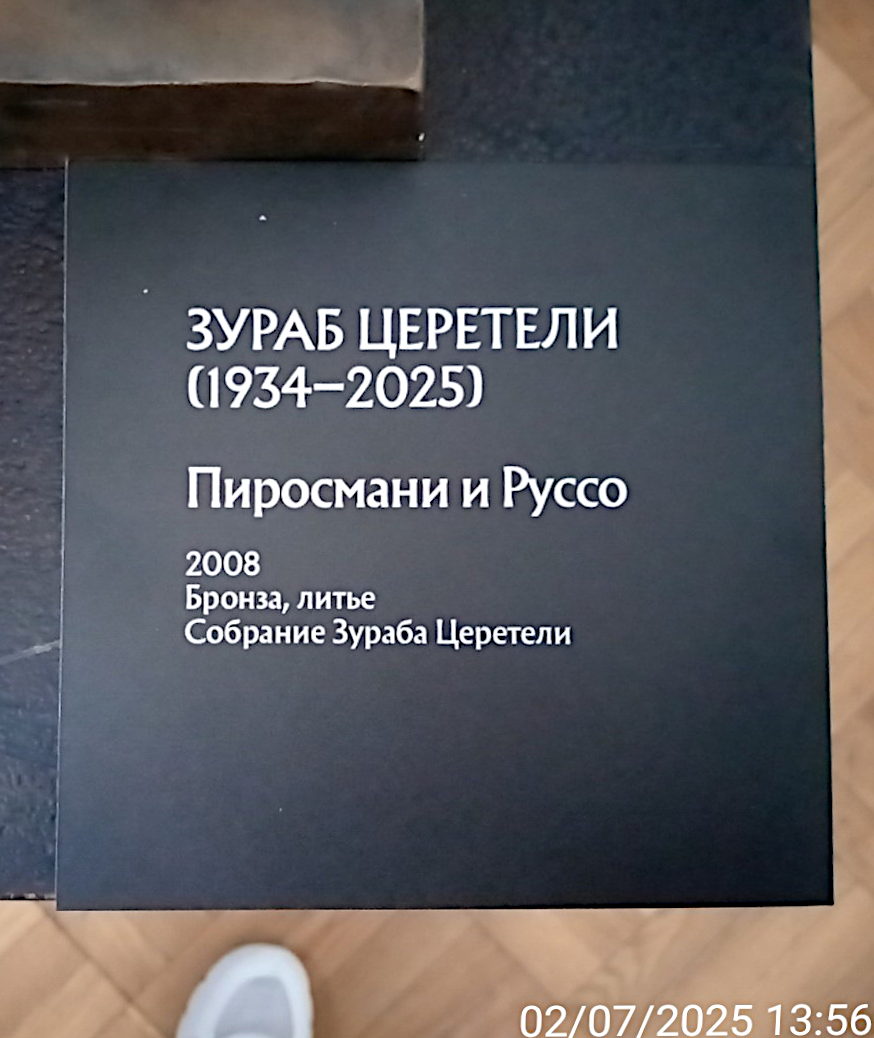 ЗУРАБ ЦЕРЕТЕЛИ
(1934–2025)
Пиросмани и Руссо
2008
Бронза, литье
Собрание Зураба Церетели
02/07/2025 13:56